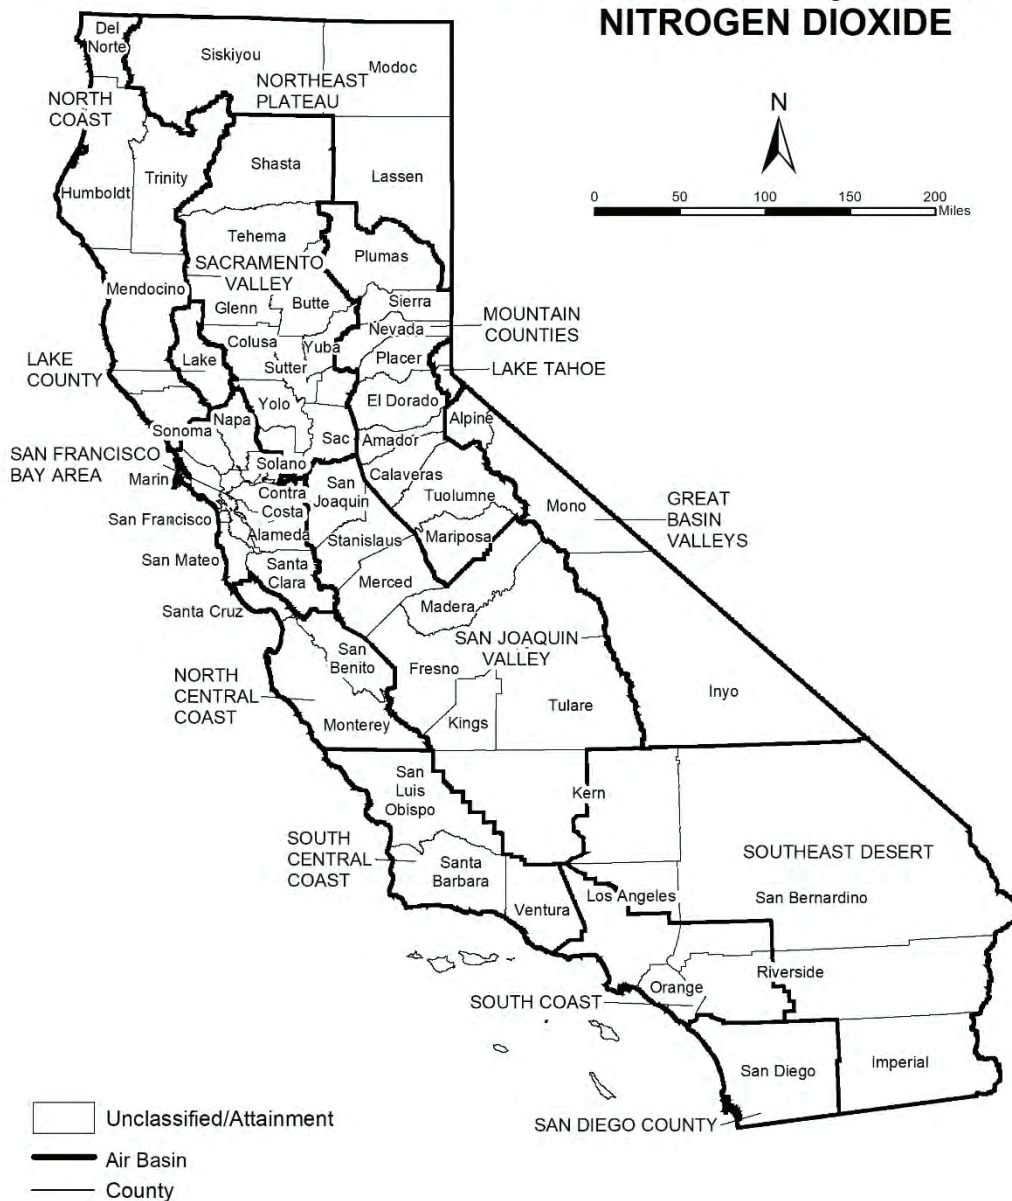 NITROGEN DIOXIDE
N
0 50 100 150 200
Miles
Del
Norte
Siskiyou
Modoc
NORTHEAST
PLATEAU
NORTH
COAST
Shasta
Lassen
Trinity
Humboldt
Tehema
Plumas
SACRAMENTO
VALLEY
Mendocino
Glenn
Butte
Sierra
MOUNTAIN
COUNTIES
Nevada
Colusa
Yuba
Lake
Sutter
Placer
LAKE TAHOE
LAKE
COUNTY
Yolo
El Dorado
Napa
Alpine
Sonoma
Sac
Amador
SAN FRANCISCO
BAY AREA
Solano
Calaveras
Marin
San
Joaquin
Contra
Costa
Tuolumne
Mono
GREAT
BASIN
VALLEYS
San Francisco
Alameda
Stanislaus
Mariposa
San Mateo
Santa
Clara
Merced
Santa Cruz
Madera
SAN JOAQUIN
VALLEY
San
Benito
Fresno
NORTH
CENTRAL
COAST
Inyo
Tulare
Monterey
Kings
San
Luis
Obispo
Kern
SOUTH
CENTRAL
COAST
SOUTHEAST DESERT
Santa
Barbara
Los Angeles
San Bernardino
Ventura
Riverside
Orange
SOUTH COAST
San Diego
Imperial
SAN DIEGO COUNTY
Unclassified/Attainment
Air Basin
County